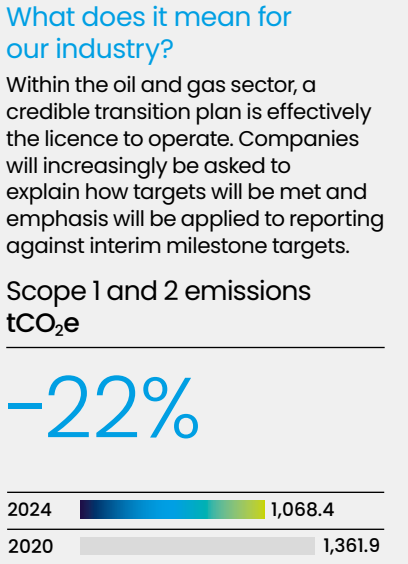 What does it mean for
our industry?
Within the oil and gas sector, a
credible transition plan is effectively
the licence to operate. Companies
will increasingly be asked to
explain how targets will be met and
emphasis will be applied to reporting
against interim milestone targets.
Scope 1 and 2 emissions
tCO₂e
-22%
2024 1,068.4
2020 1,361.9